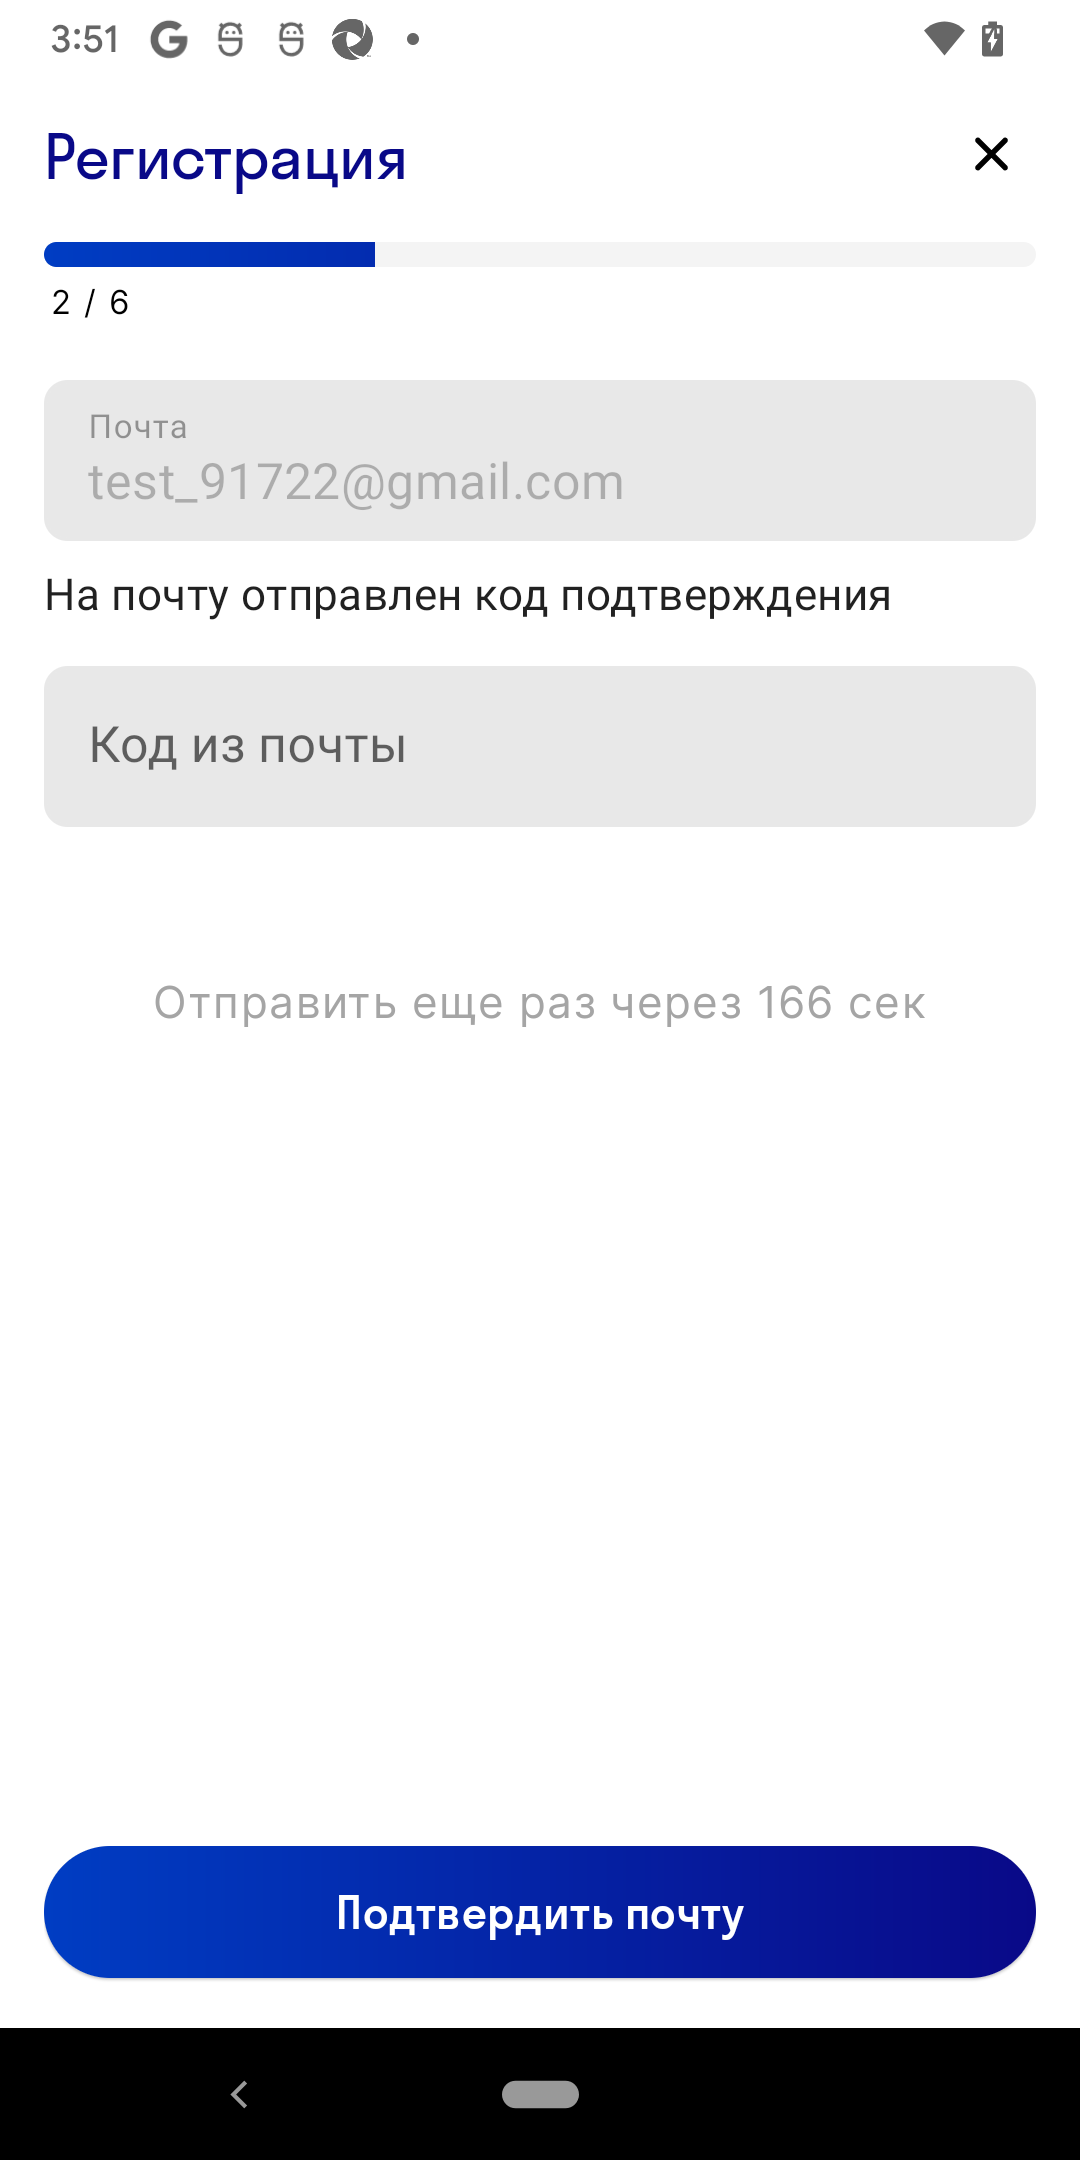 3:51
Регистрация
2 / 6
Почта
test_91722@gmail.com
На почту отправлен код подтверждения
Код из почты
Отправить еще раз через 166 сек
Подтвердить почту